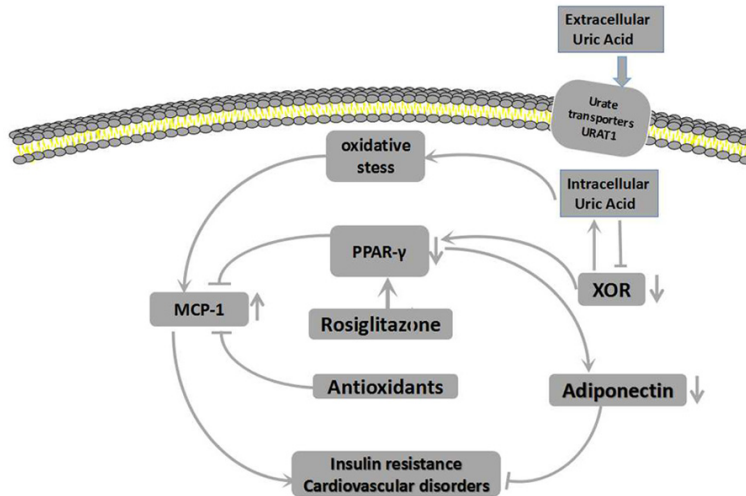 Extracellular
Uric Acid
Urate
transporters
URAT1
oxidative
stess
Intracellular
Uric Acid
PPAR-γ
XOR
MCP-1
Rosiglitazone
Antioxidants
Adiponectin
Insulin resistance
Cardiovascular disorders